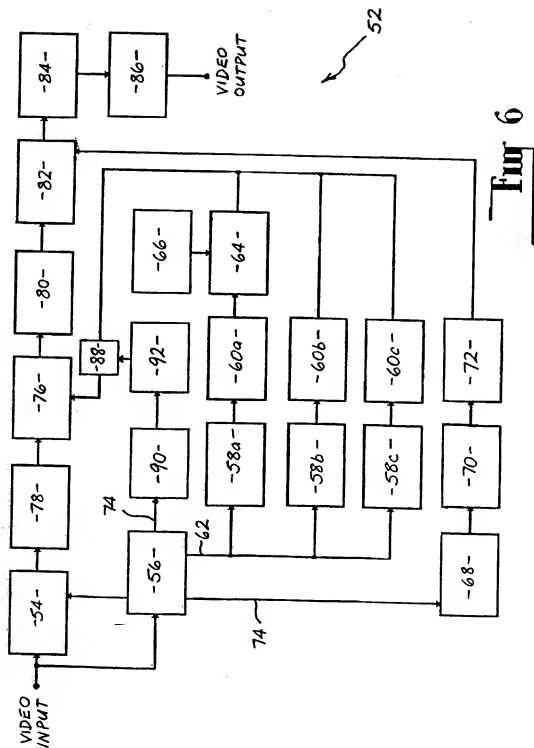 VIDEO
INPUT
-54-
-78-
-76-
-80-
-82-
-84-
-86-
VIDEO
OUTPUT
52
-88-
-66-
74
-56-
-90-
-92-
62
-58a-
-60a-
-64-
-58b-
-60b-
-58c-
-60c-
74
-68-
-70-
-72-
Fig 6